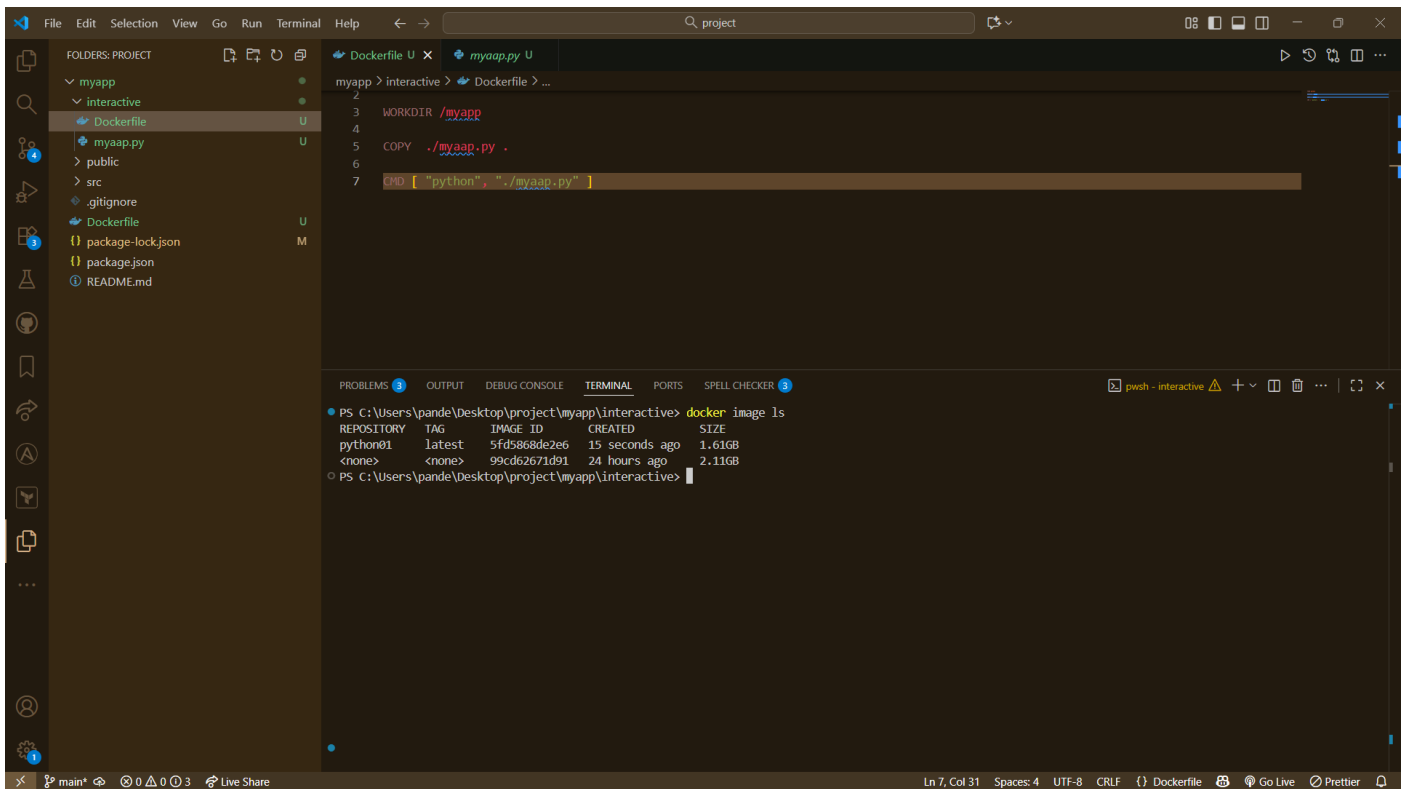 File Edit Selection View Go Run Terminal Help
project
FOLDERS: PROJECT
myapp
interactive
Dockerfile U
myaap.py U
public
src
.gitignore
Dockerfile U
package-lock.json M
package.json
README.md
4
3
1
Dockerfile U
myaap.py U
myapp > interactive > Dockerfile > ...
2
3 WORKDIR /myapp
4
5 COPY ./myaap.py .
6
7 CMD [ "python", "./myaap.py" ]
PROBLEMS 3 OUTPUT DEBUG CONSOLE TERMINAL PORTS SPELL CHECKER 3
pwsh - interactive
PS C:\Users\pande\Desktop\project\myapp\interactive> docker image ls
REPOSITORY TAG IMAGE ID CREATED SIZE
python01 latest 5fd5868de2e6 15 seconds ago 1.61GB
<none> <none> 99cd62671d91 24 hours ago 2.11GB
PS C:\Users\pande\Desktop\project\myapp\interactive>
main* 0 0 3 Live Share
Ln 7, Col 31 Spaces: 4 UTF-8 CRLF {} Dockerfile Go Live Prettier